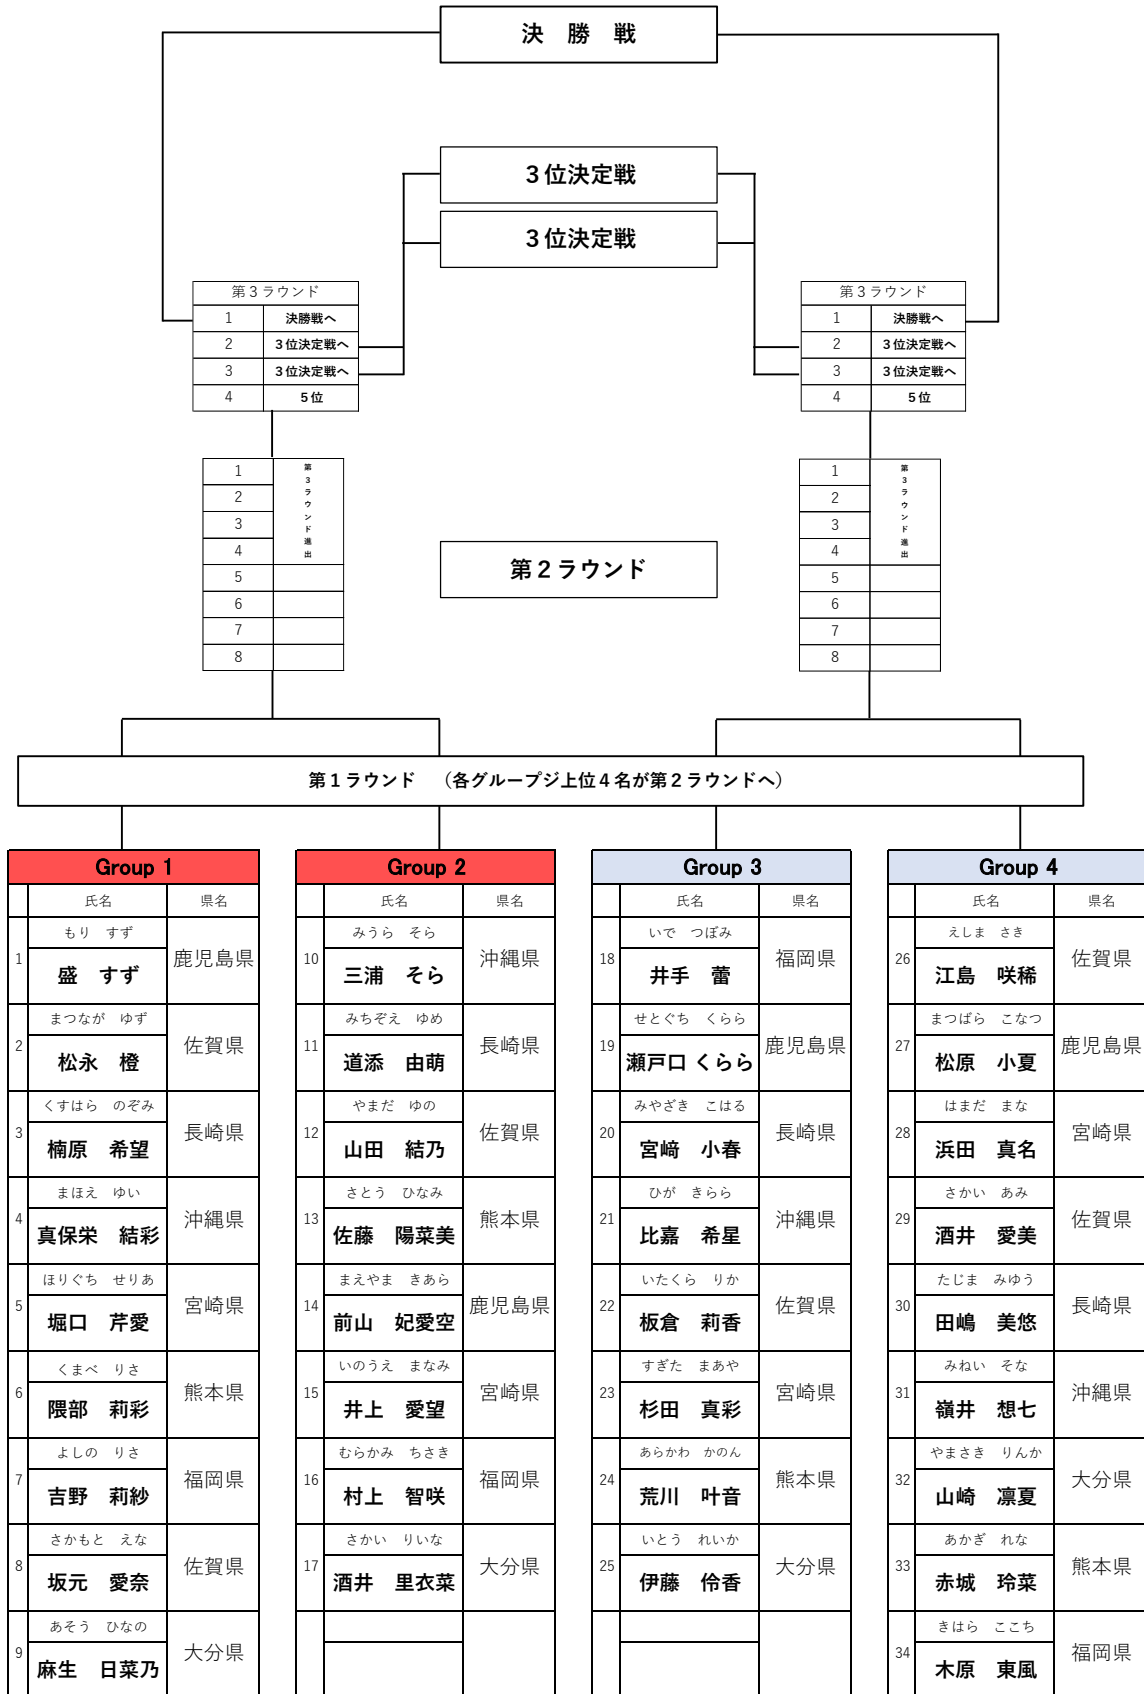 決　勝　戦
３位決定戦
３位決定戦
第３ラウンド
1 決勝戦へ
2 ３位決定戦へ
3 ３位決定戦へ
4 ５位
第３ラウンド
1 決勝戦へ
2 ３位決定戦へ
3 ３位決定戦へ
4 ５位
1
2
3
4
第３ラウンド進出
5
6
7
8
第２ラウンド
1
2
3
4
第３ラウンド進出
5
6
7
8
第１ラウンド　（各グループジ上位４名が第２ラウンドへ）
Group 1
氏名 県名
もり　すず
1 盛　すず 鹿児島県
まつなが　ゆず
2 松永　橙 佐賀県
くすはら　のぞみ
3 楠原　希望 長崎県
まほえ　ゆい
4 真保栄　結彩 沖縄県
ほりぐち　せりあ
5 堀口　芹愛 宮崎県
くまべ　りさ
6 隈部　莉彩 熊本県
よしの　りさ
7 吉野　莉紗 福岡県
さかもと　えな
8 坂元　愛奈 佐賀県
あそう　ひなの
9 麻生　日菜乃 大分県
Group 2
氏名 県名
みうら　そら
10 三浦　そら 沖縄県
みちぞえ　ゆめ
11 道添　由萌 長崎県
やまだ　ゆの
12 山田　結乃 佐賀県
さとう　ひなみ
13 佐藤　陽菜美 熊本県
まえやま　きあら
14 前山　妃愛空 鹿児島県
いのうえ　まなみ
15 井上　愛望 宮崎県
むらかみ　ちさき
16 村上　智咲 福岡県
さかい　りいな
17 酒井　里衣菜 大分県
Group 3
氏名 県名
いで　つぼみ
18 井手　蕾 福岡県
せとぐち　くらら
19 瀬戸口 くらら 鹿児島県
みやざき　こはる
20 宮﨑　小春 長崎県
ひが　きらら
21 比嘉　希星 沖縄県
いたくら　りか
22 板倉　莉香 佐賀県
すぎた　まあや
23 杉田　真彩 宮崎県
あらかわ　かのん
24 荒川　叶音 熊本県
いとう　れいか
25 伊藤　伶香 大分県
Group 4
氏名 県名
えしま　さき
26 江島　咲稀 佐賀県
まつばら　こなつ
27 松原　小夏 鹿児島県
はまだ　まな
28 浜田　真名 宮崎県
さかい　あみ
29 酒井　愛美 佐賀県
たじま　みゆう
30 田嶋　美悠 長崎県
みねい　そな
31 嶺井　想七 沖縄県
やまさき　りんか
32 山崎　凛夏 大分県
あかぎ　れな
33 赤城　玲菜 熊本県
きはら　ここち
34 木原　東風 福岡県